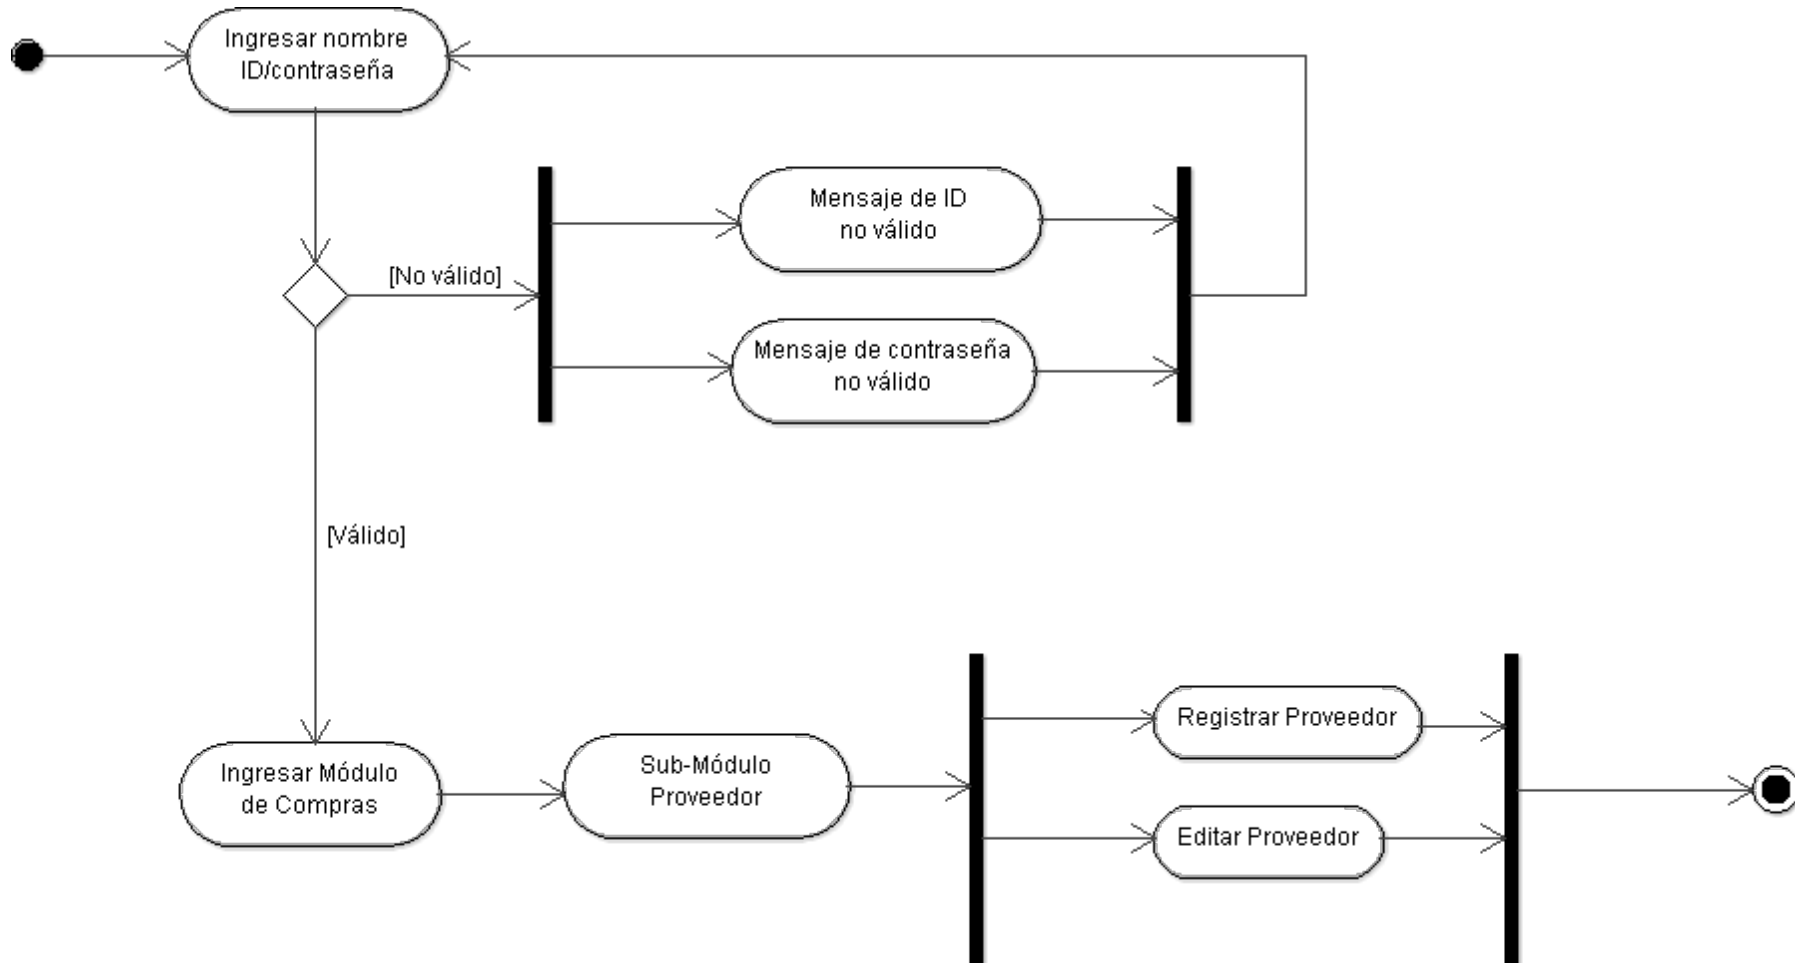 Ingresar nombre
ID/contraseña
Mensaje de ID
no válido
[No válido]
Mensaje de contraseña
no válido
[Válido]
Registrar Proveedor
Sub-Módulo
Proveedor
Ingresar Módulo
de Compras
Editar Proveedor